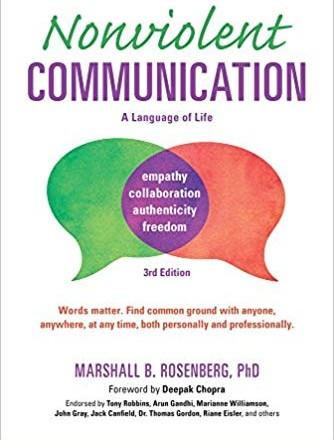 Nonviolent
COMMUNICATION
A Language of Life
empathy
collaboration
authenticity
freedom
3rd Edition
Words matter. Find common ground with anyone,
anywhere, at any time, both personally and professionally.
MARSHALL B. ROSENBERG, PhD
Foreword by Deepak Chopra
Endorsed by Tony Robbins, Arun Gandhi, Marianne Williamson,
John Gray, Jack Canfield, Dr. Thomas Gordon, Riane Eisler, and others